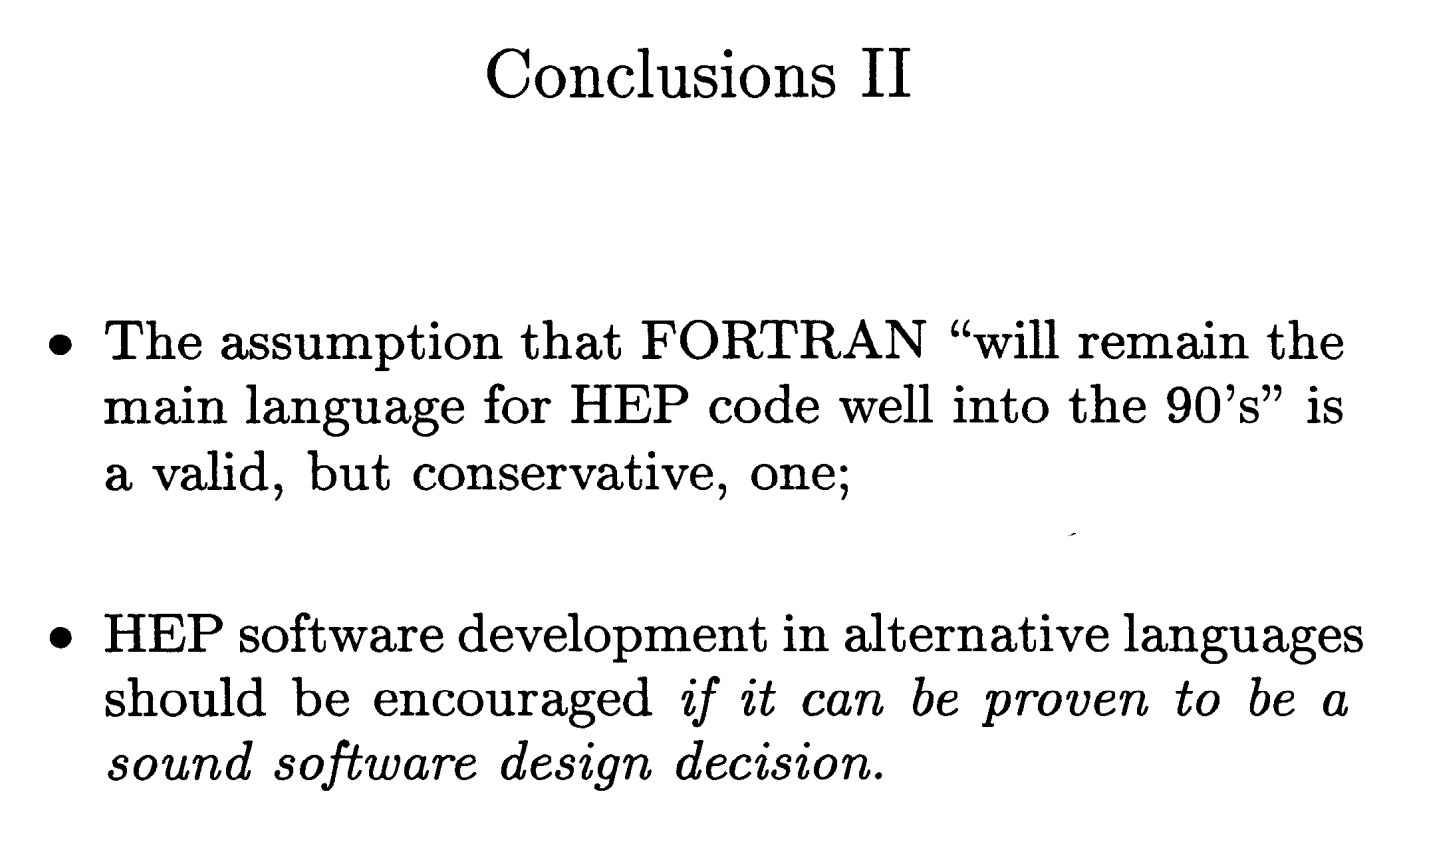 Conclusions II
• The assumption that FORTRAN “will remain the
main language for HEP code well into the 90’s” is
a valid, but conservative, one;
• HEP software development in alternative languages
should be encouraged if it can be proven to be a
sound software design decision.